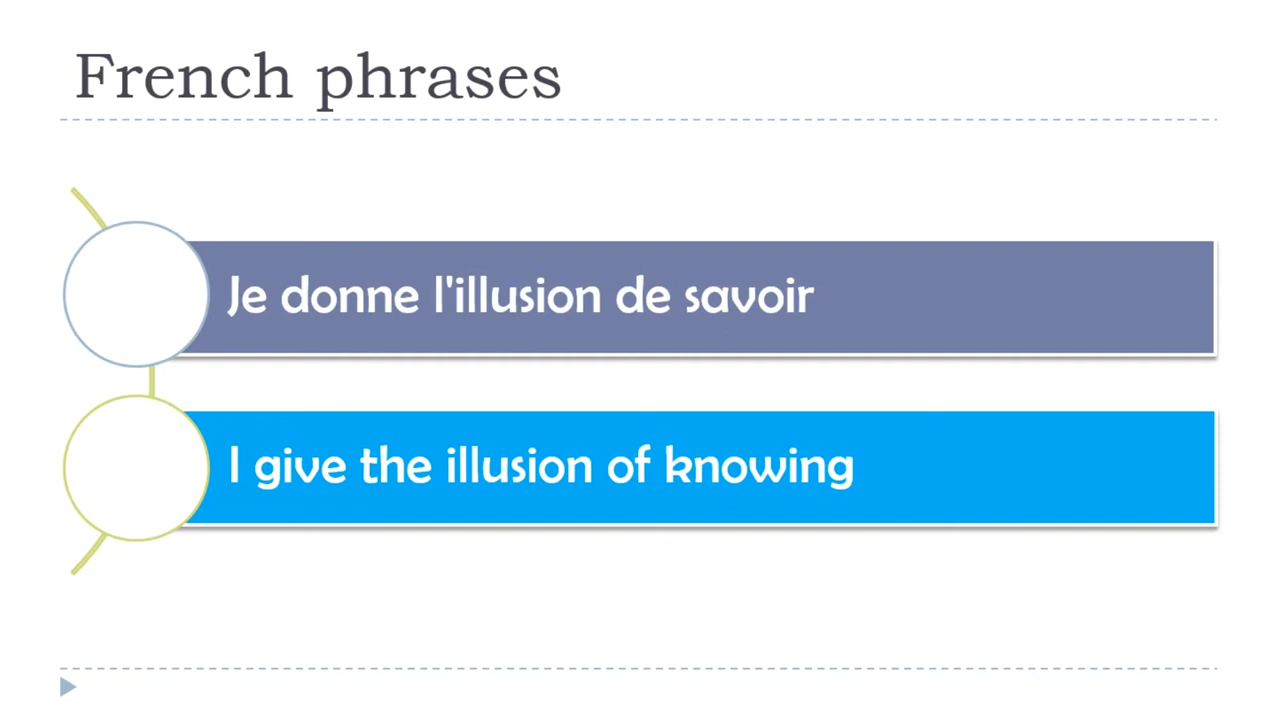 French phrases
Je donne l'illusion de savoir
I give the illusion of knowing